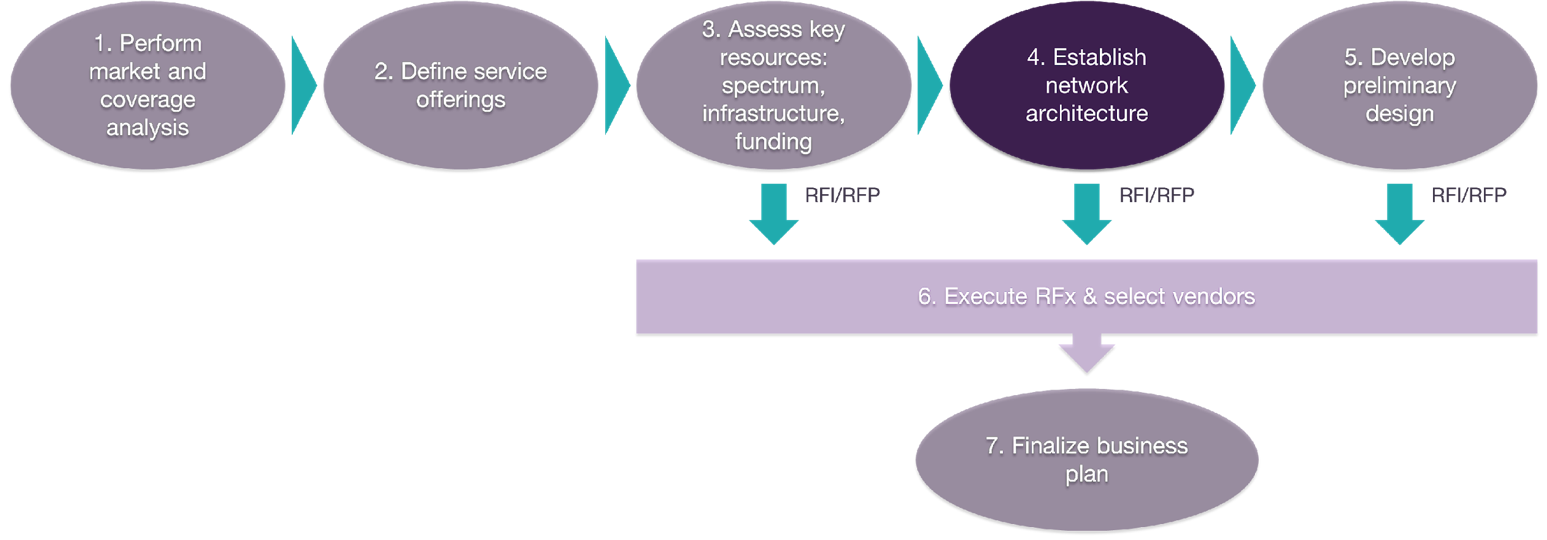 1. Perform
market and
coverage
analysis
2. Define service
offerings
3. Assess key
resources:
spectrum,
infrastructure,
funding
4. Establish
network
architecture
5. Develop
preliminary
design
RFI/RFP
RFI/RFP
RFI/RFP
6. Execute RFx & select vendors
7. Finalize business
plan